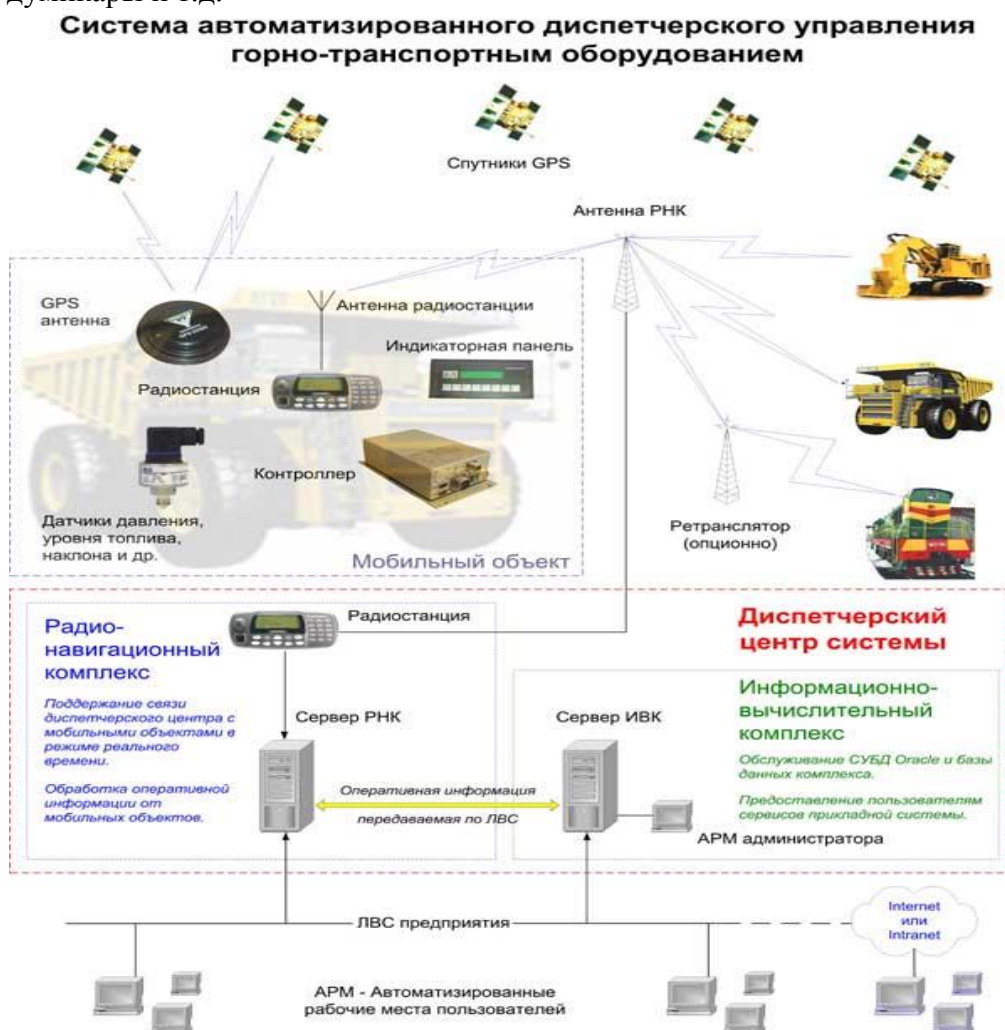 думпкары и т.д.
Система автоматизированного диспетчерского управления
горно-транспортным оборудованием
Спутники GPS
Антенна РНК
GPS
антенна
Антенна радиостанции
Индикаторная панель
Радиостанция
Контроллер
Датчики давления,
уровня топлива,
наклона и др.
Мобильный объект
Ретранслятор
(опционно)
Радио-
навигационный
комплекс
Поддержание связи
диспетчерского центра с
мобильными объектами в
режиме реального
времени.
Обработка оперативной
информации от
мобильных объектов.
Радиостанция
Сервер РНК
Оперативная информация
передаваемая по ЛВС
Диспетчерский
центр системы
Сервер ИВК
Информационно-
вычислительный
комплекс
Обслуживание СУБД Oracle и базы
данных комплекса.
Предоставление пользователям
сервисов прикладной системы.
АРМ администратора
ЛВС предприятия
Internet
или
Intranet
АРМ - Автоматизированные
рабочие места пользователей